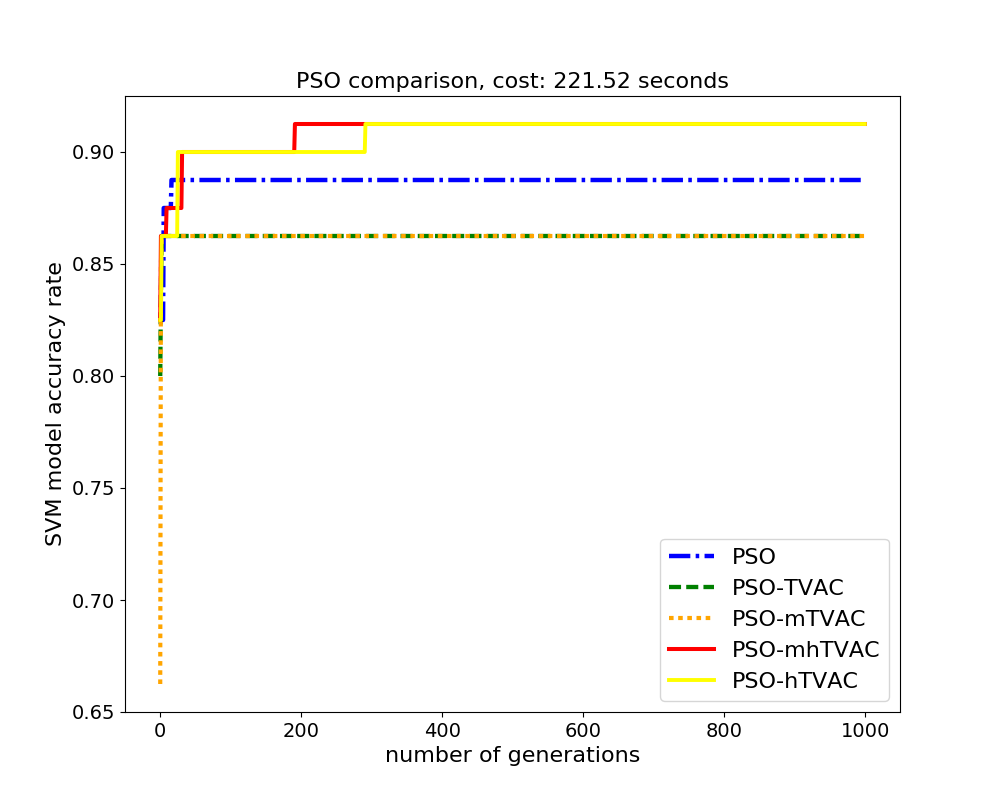 PSO comparison, cost: 221.52 seconds
SVM model accuracy rate
0.90
0.85
0.80
0.75
0.70
0.65
0 200 400 600 800 1000
number of generations
PSO
PSO-TVAC
PSO-mTVAC
PSO-mhTVAC
PSO-hTVAC